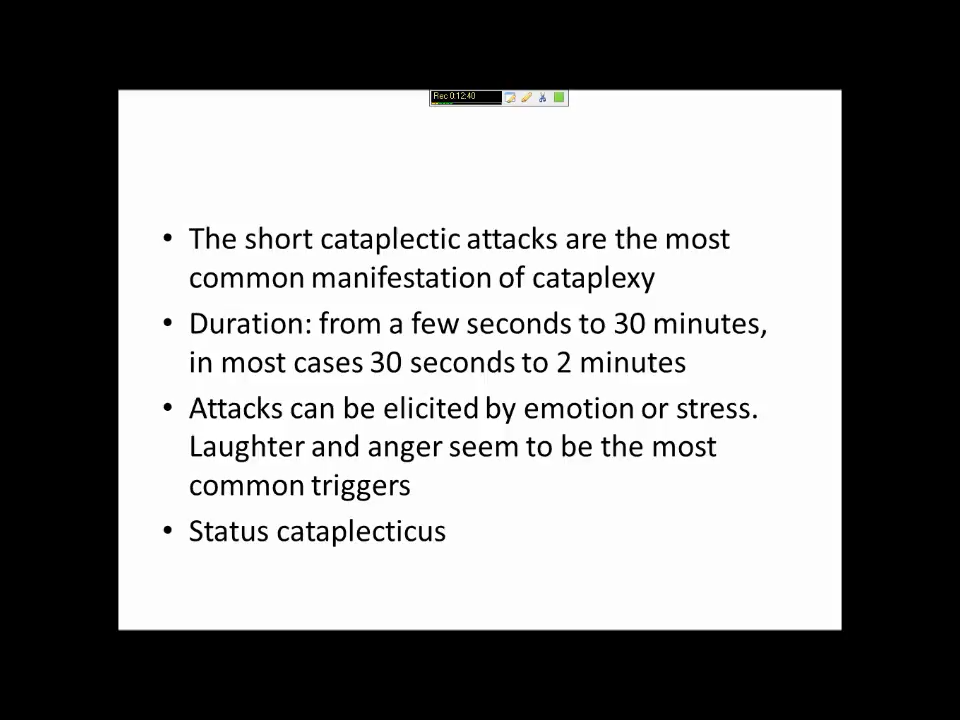 Rec 0:12:40
• The short cataplectic attacks are the most
common manifestation of cataplexy
• Duration: from a few seconds to 30 minutes,
in most cases 30 seconds to 2 minutes
• Attacks can be elicited by emotion or stress.
Laughter and anger seem to be the most
common triggers
• Status cataplecticus